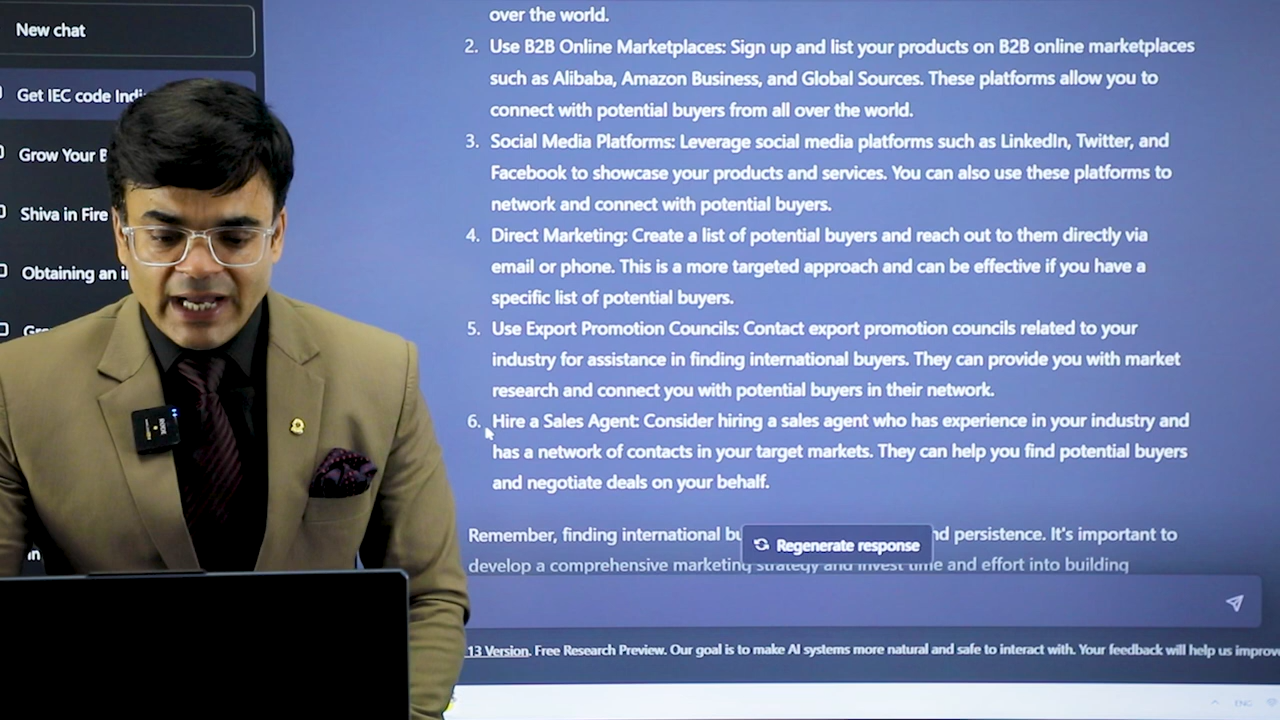 New chat
Get IEC code Indi
Grow Your B
Shiva in Fire
Obtaining an i
over the world.
2. Use B2B Online Marketplaces: Sign up and list your products on B2B online marketplaces
such as Alibaba, Amazon Business, and Global Sources. These platforms allow you to
connect with potential buyers from all over the world.
3. Social Media Platforms: Leverage social media platforms such as LinkedIn, Twitter, and
Facebook to showcase your products and services. You can also use these platforms to
network and connect with potential buyers.
4. Direct Marketing: Create a list of potential buyers and reach out to them directly via
email or phone. This is a more targeted approach and can be effective if you have a
specific list of potential buyers.
5. Use Export Promotion Councils: Contact export promotion councils related to your
industry for assistance in finding international buyers. They can provide you with market
research and connect you with potential buyers in their network.
6. Hire a Sales Agent: Consider hiring a sales agent who has experience in your industry and
has a network of contacts in your target markets. They can help you find potential buyers
and negotiate deals on your behalf.
Remember, finding international bu nd persistence. It's important to
Regenerate response
develop a comprehensive marketing strategy and invest time and effort into building
13 Version. Free Research Preview. Our goal is to make AI systems more natural and safe to interact with. Your feedback will help us improve
ENG